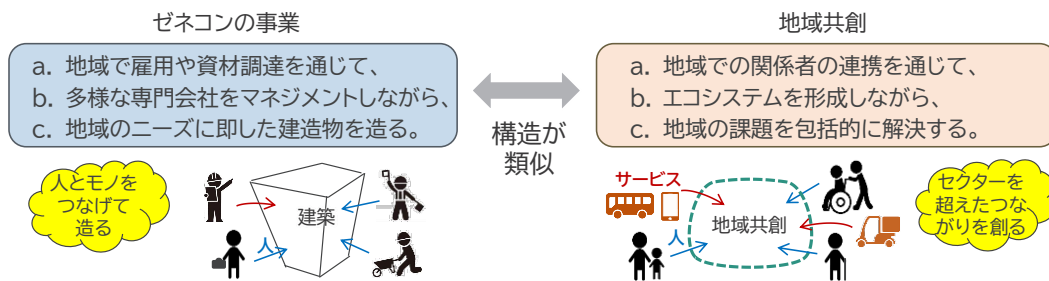 ゼネコンの事業
a. 地域で雇用や資材調達を通じて、
b. 多様な専門会社をマネジメントしながら、
c. 地域のニーズに即した建造物を造る。
構造が
類似
地域共創
a. 地域での関係者の連携を通じて、
b. エコシステムを形成しながら、
c. 地域の課題を包括的に解決する。
人とモノを
つなげて
造る
建築
人
サービス
地域共創
人
セクターを
超えたつな
がりを創る